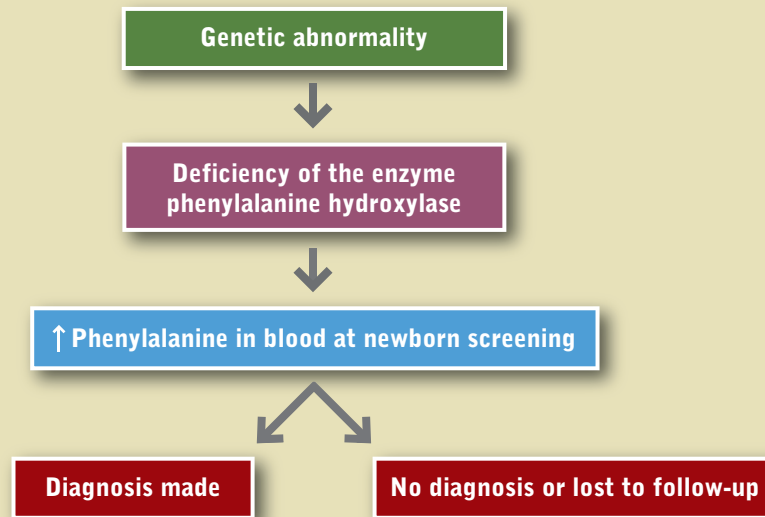 Genetic abnormality
Deficiency of the enzyme
phenylalanine hydroxylase
↑ Phenylalanine in blood at newborn screening
Diagnosis made
No diagnosis or lost to follow-up